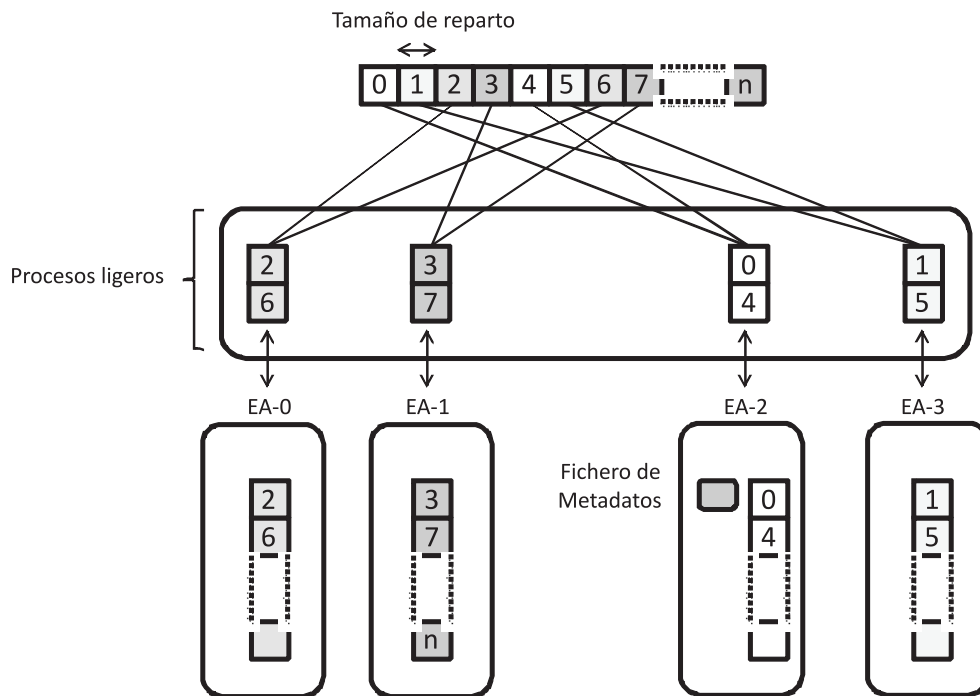 Tamaño de reparto
0 1 2 3 4 5 6 7 n
Procesos ligeros
2 3 0 1
6 7 4 5
EA-0 EA-1 EA-2 EA-3
Fichero de
Metadatos
2 3 0 1
6 7 4 5
n